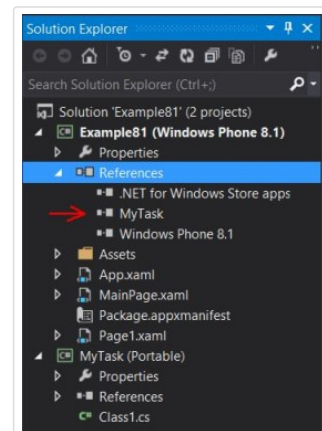 Solution Explorer
Search Solution Explorer (Ctrl+;)
Solution 'Example81' (2 projects)
Example81 (Windows Phone 8.1)
Properties
References
.NET for Windows Store apps
MyTask
Windows Phone 8.1
Assets
App.xaml
MainPage.xaml
Package.appxmanifest
Page1.xaml
MyTask (Portable)
Properties
References
C# Class1.cs